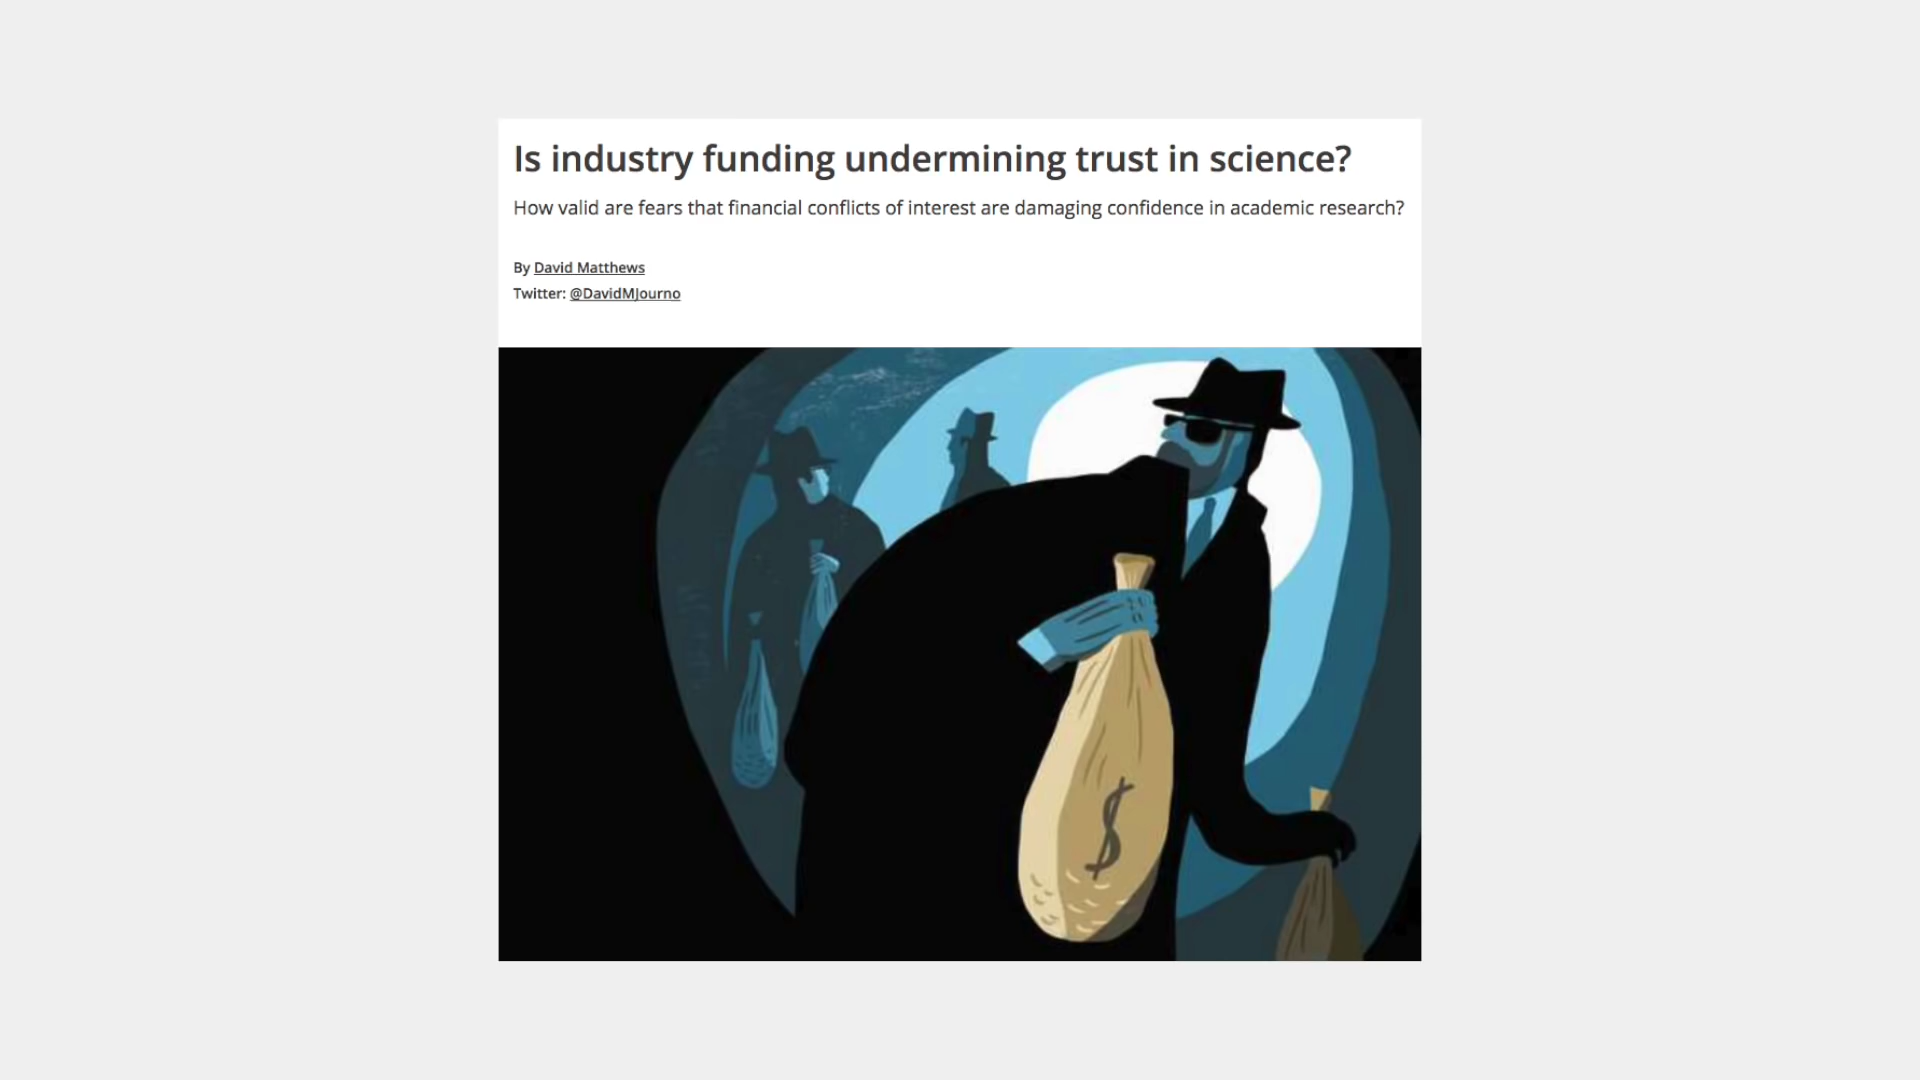 Is industry funding undermining trust in science?
How valid are fears that financial conflicts of interest are damaging confidence in academic research?
By David Matthews
Twitter: @DavidMJourno
$